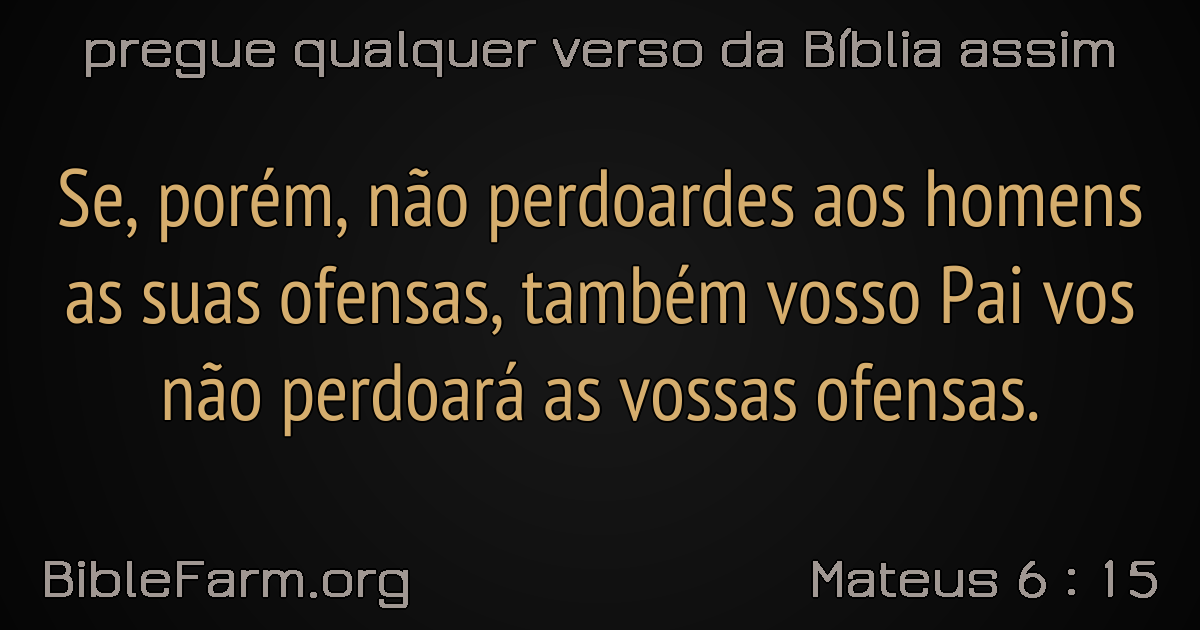 pregue qualquer verso da Bíblia assim
Se, porém, não perdoardes aos homens
as suas ofensas, também vosso Pai vos
não perdoará as vossas ofensas.
BibleFarm.org
Mateus 6 : 15